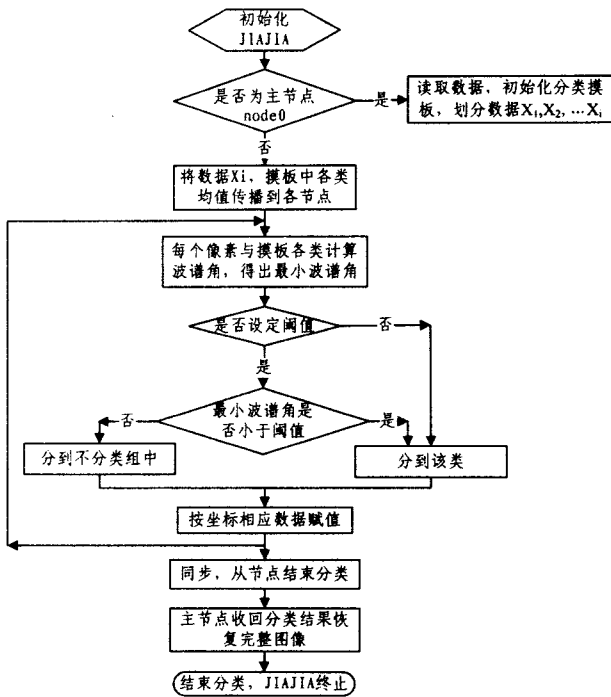 初始化
JIAJIA
是否为主节点
node0
是
读取数据，初始化分类摸
板，划分数据X₁,X₂, …Xᵢ
否
将数据Xi，摸板中各类
均值传播到各节点
每个像素与摸板各类计算
波谱角，得出最小波谱角
是否设定阈值
否
是
最小波谱角是
否小于阈值
否
是
分到不分类组中
分到该类
按坐标相应数据赋值
同步，从节点结束分类
主节点收回分类结果恢
复完整图像
结束分类，JIAJIA终止